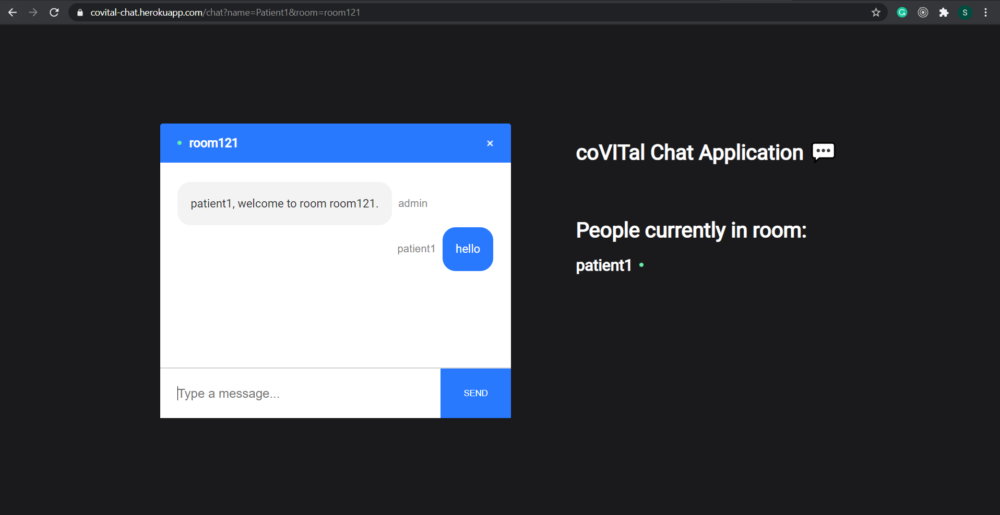 covital-chat.herokuapp.com/chat?name=Patient1&room=room121
S
room121
×
patient1, welcome to room room121.
admin
patient1
hello
Type a message...
SEND
coVITal Chat Application
People currently in room:
patient1